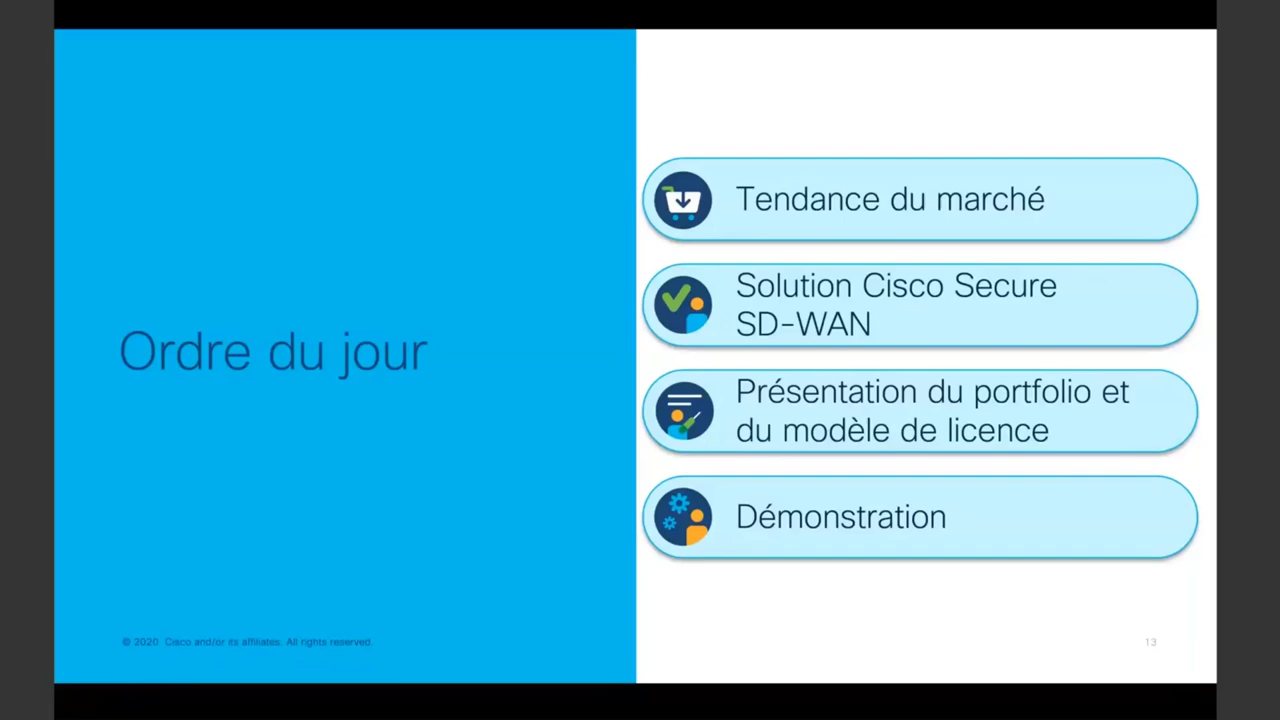 Ordre du jour
Tendance du marché
Solution Cisco Secure
SD-WAN
Présentation du portfolio et
du modèle de licence
Démonstration
© 2020 Cisco and/or its affiliates. All rights reserved.
13